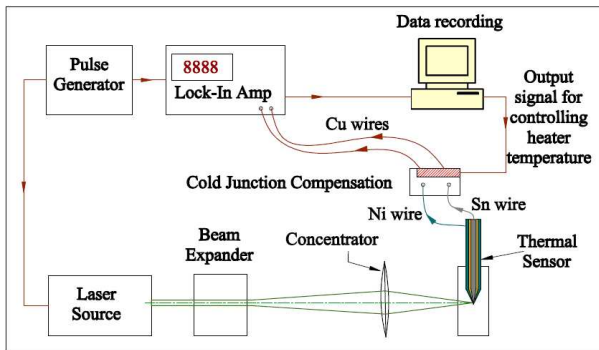 Data recording
Pulse
Generator
8888
Lock-In Amp
Output
signal for
controlling
heater
temperature
Cu wires
Cold Junction Compensation
Ni wire
Sn wire
Beam
Expander
Concentrator
Thermal
Sensor
Laser
Source